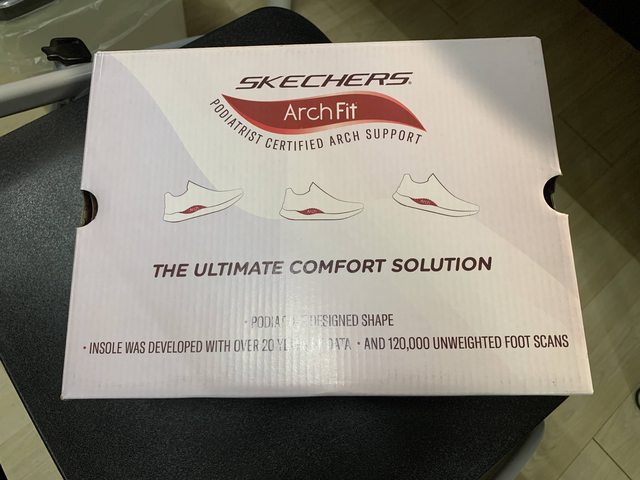 SKECHERS
Arch Fit
PODIATRIST CERTIFIED ARCH SUPPORT
THE ULTIMATE COMFORT SOLUTION
• DESIGNED SHAPE
• INSOLE WAS DEVELOPED WITH OVER 20 DATA • AND 120,000 UNWEIGHTED FOOT SCANS